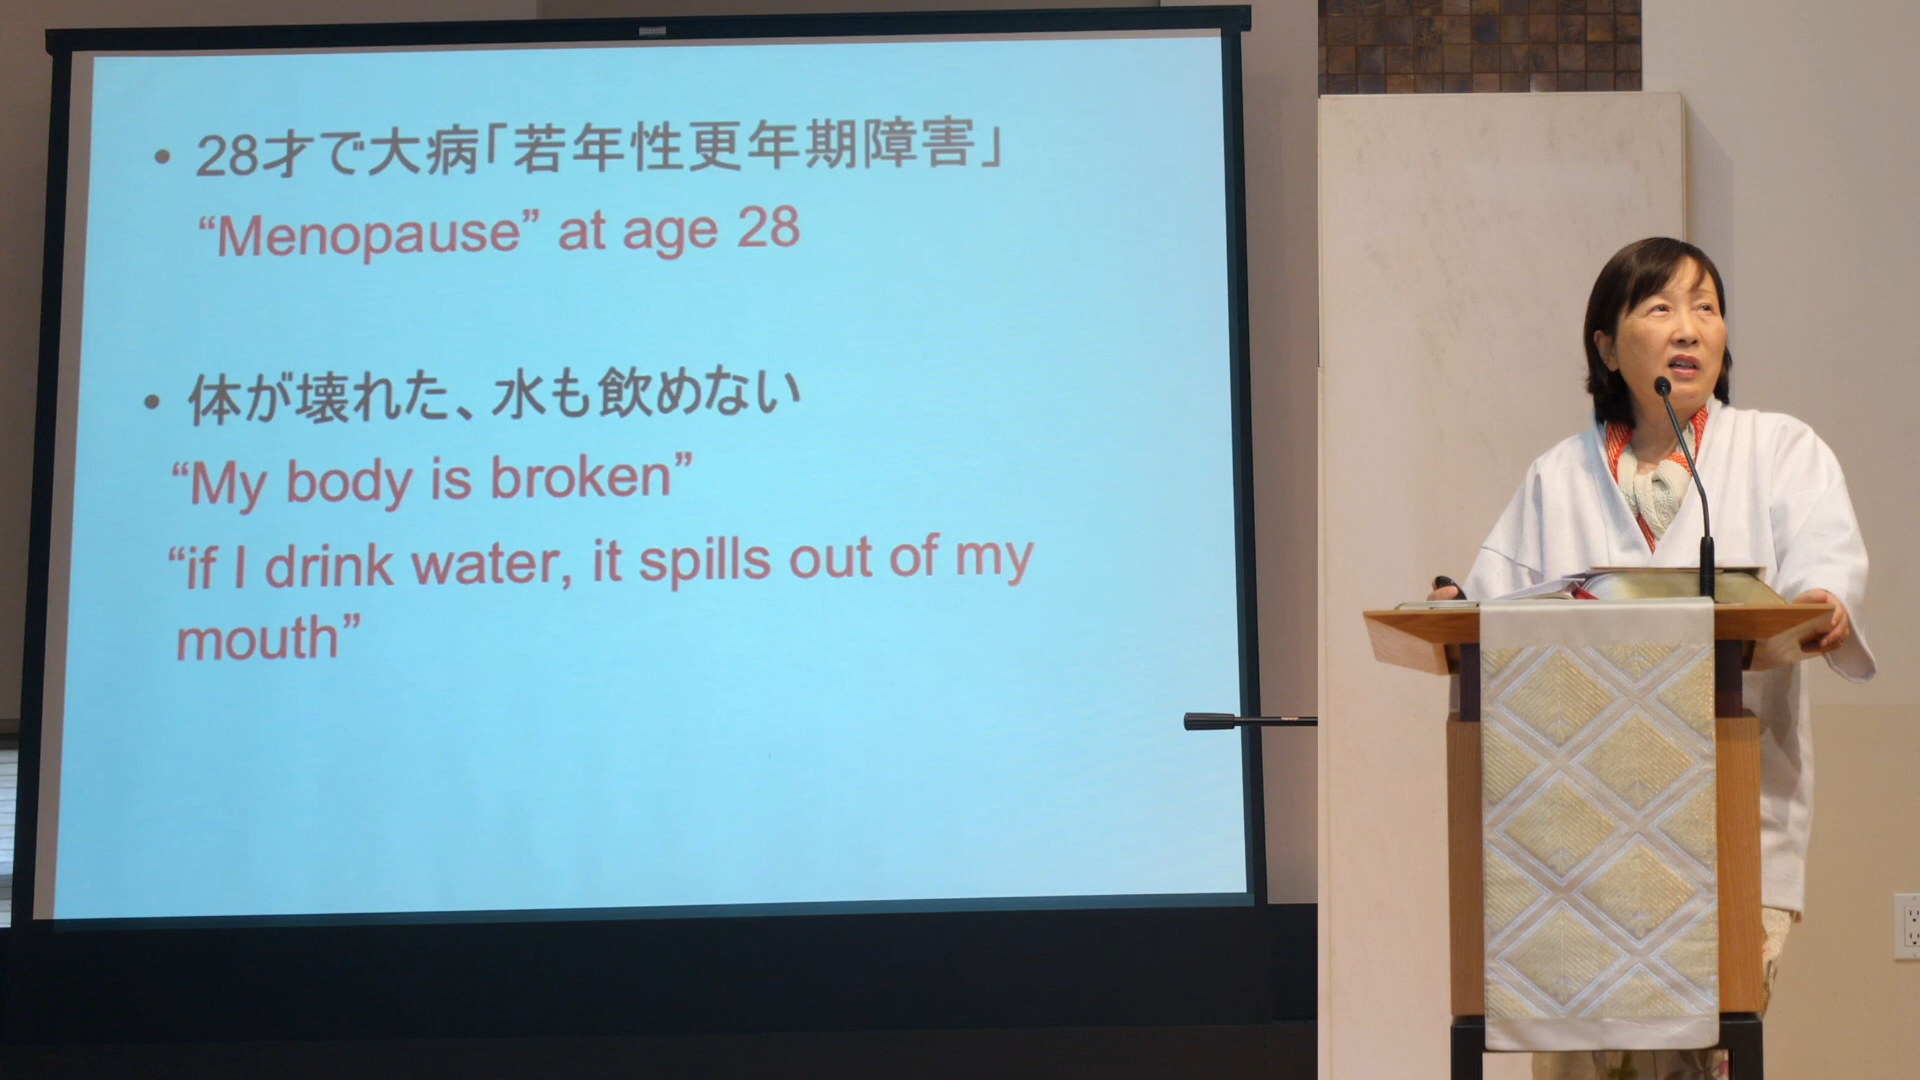 • 28才で大病「若年性更年期障害」
“Menopause” at age 28
• 体が壊れた、水も飲めない
“My body is broken”
“if I drink water, it spills out of my
mouth”